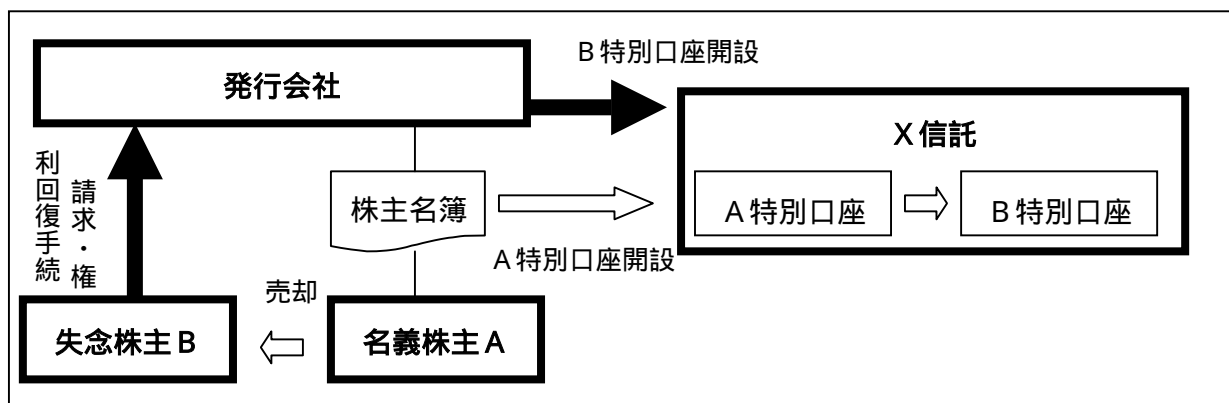 B特別口座開設
発行会社
X信託
利回復手続
請求・権
株主名簿
A特別口座
B特別口座
A特別口座開設
売却
失念株主B
名義株主A